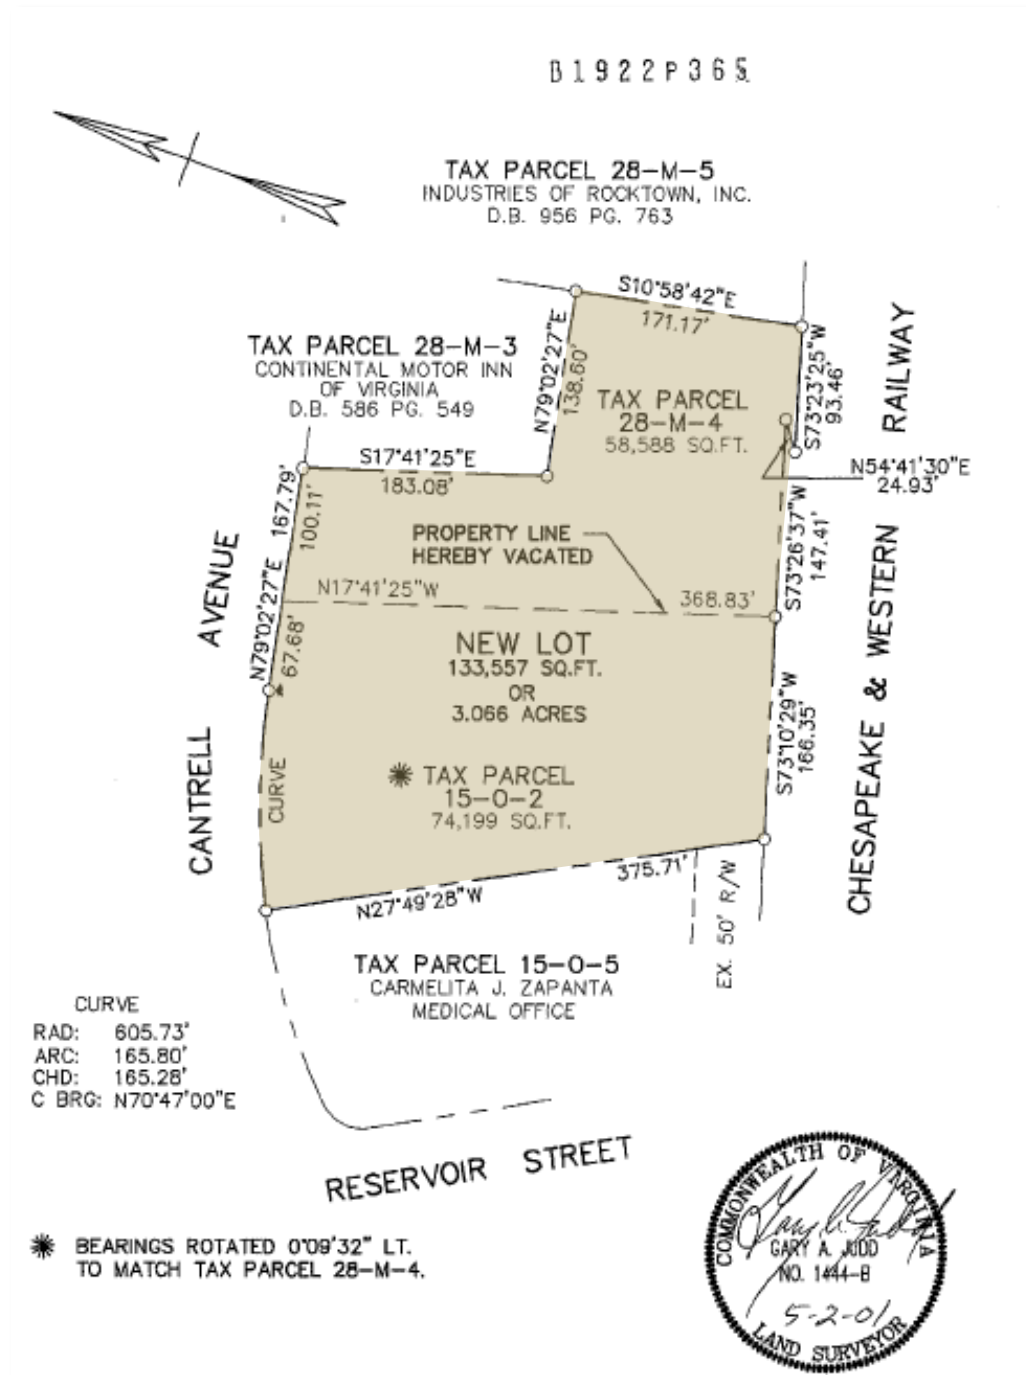 B1922P365
TAX PARCEL 28-M-5
INDUSTRIES OF ROCKTOWN, INC.
D.B. 956 PG. 763
S10°58'42"E
171.17'
TAX PARCEL 28-M-3
CONTINENTAL MOTOR INN
OF VIRGINIA
D.B. 586 PG. 549
N79°02'27"E
138.60'
TAX PARCEL
28-M-4
58,588 SQ.FT.
S73°23'25"W
93.46'
N54°41'30"E
24.93'
S17°41'25"E
183.08'
N79°02'27"E 167.79'
100.11'
67.68'
PROPERTY LINE
HEREBY VACATED
S73°26'37"W
147.41'
N17°41'25"W
368.83'
NEW LOT
133,557 SQ.FT.
OR
3.066 ACRES
CANTRELL AVENUE
CHESAPEAKE & WESTERN RAILWAY
S73°10'29"W
166.35'
CURVE
✳ TAX PARCEL
15-O-2
74,199 SQ.FT.
N27°49'28"W
375.71'
EX. 50' R/W
TAX PARCEL 15-O-5
CARMELITA J. ZAPANTA
MEDICAL OFFICE
CURVE
RAD: 605.73'
ARC: 165.80'
CHD: 165.28'
C BRG: N70°47'00"E
RESERVOIR STREET
✳ BEARINGS ROTATED 0°09'32" LT.
TO MATCH TAX PARCEL 28-M-4.
COMMONWEALTH OF VIRGINIA
Gary A. Judd
GARY A. JUDD
NO. 1444-B
5-2-01
LAND SURVEYOR